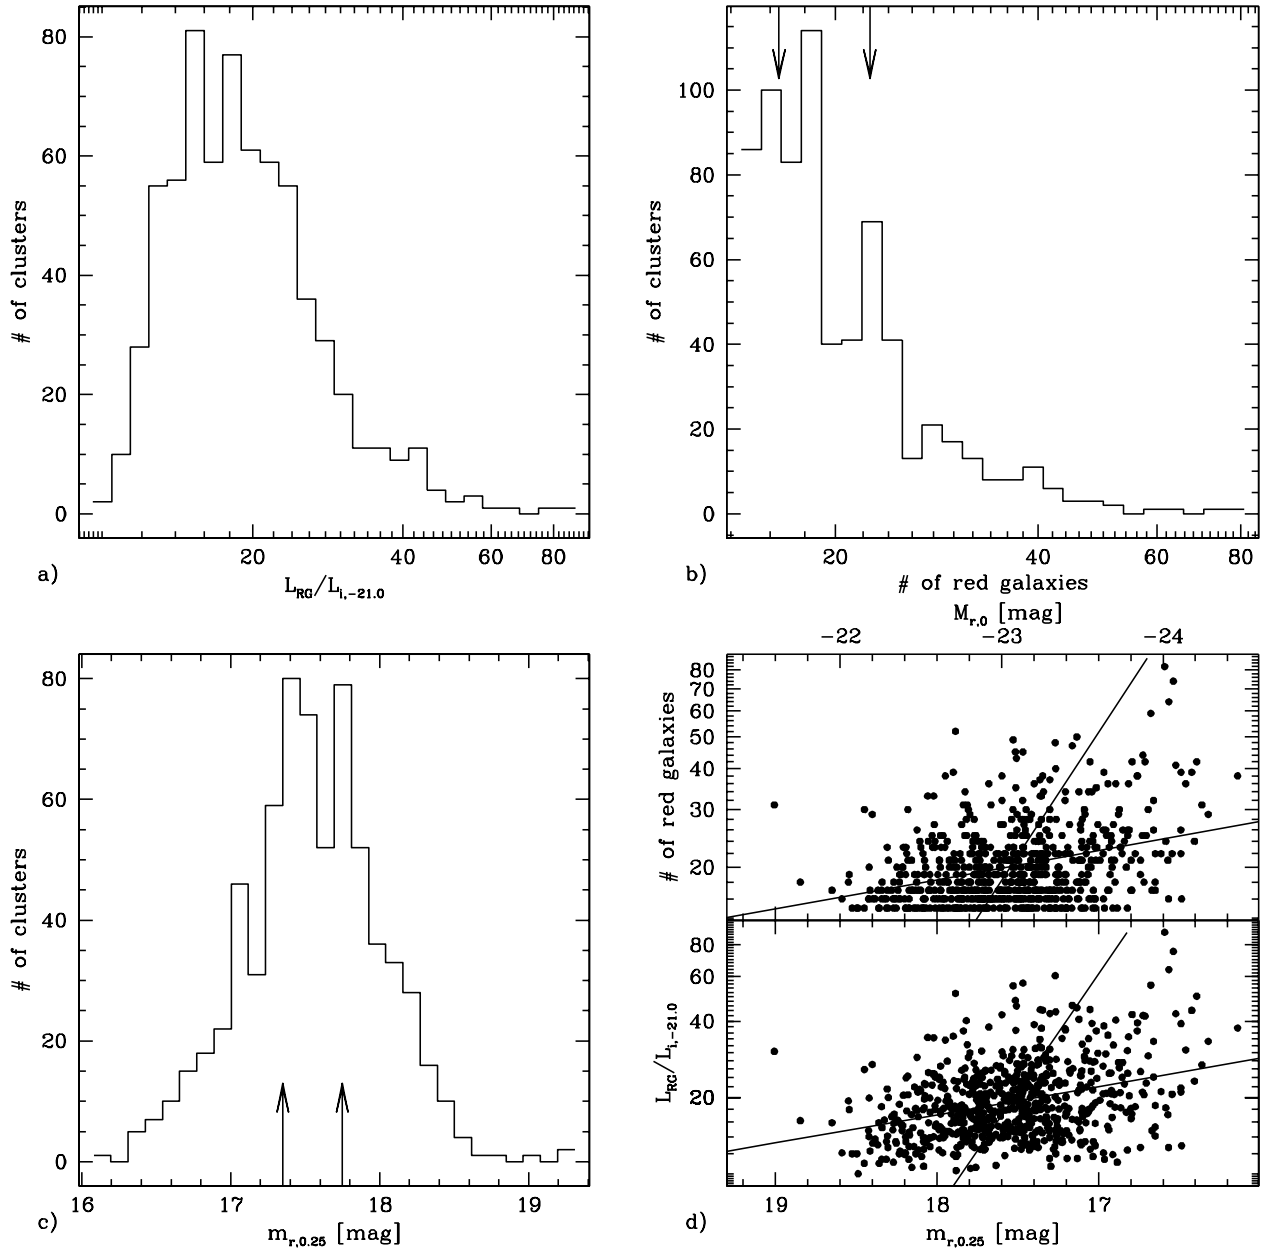 80
60
40
20
0
# of clusters
20 40 60 80
a)
L_RG/L_i,-21.0
100
80
60
40
20
0
# of clusters
20 40 60 80
b)
# of red galaxies
80
60
40
20
0
# of clusters
16 17 18 19
c)
m_r,0.25 [mag]
M_r,0 [mag]
-22 -23 -24
80
70
60
50
40
30
20
# of red galaxies
80
60
40
20
L_RG/L_i,-21.0
19 18 17
d)
m_r,0.25 [mag]